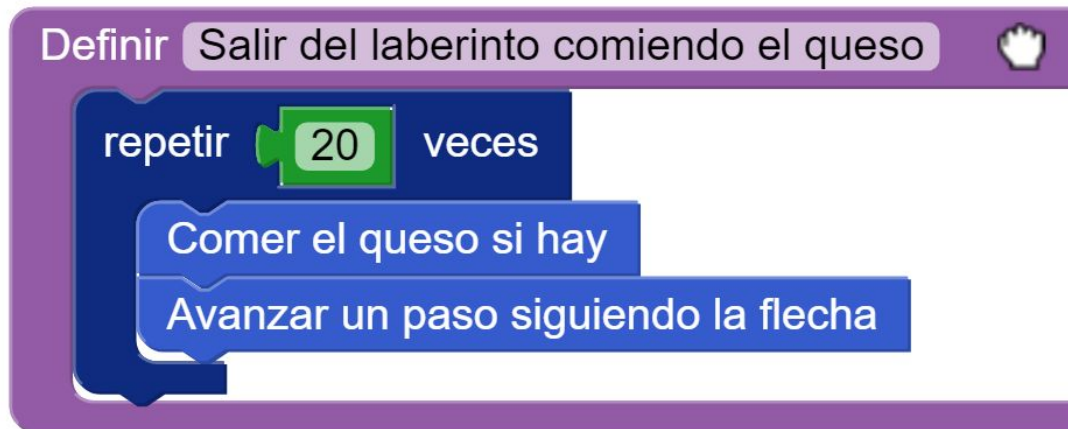 Definir Salir del laberinto comiendo el queso
repetir 20 veces
Comer el queso si hay
Avanzar un paso siguiendo la flecha